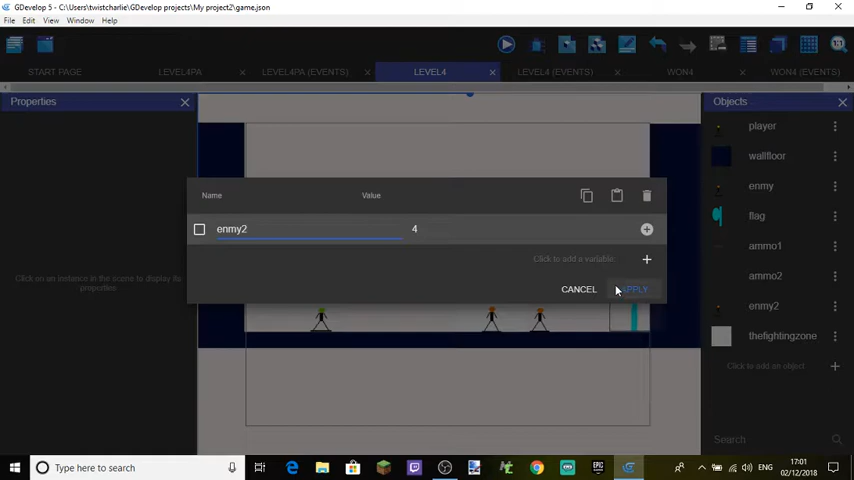 GDevelop 5 - C:\Users\twistcharlie\GDevelop projects\My project2\game.json
File Edit View Window Help
START PAGE LEVEL4PA LEVEL4PA (EVENTS) LEVEL4 LEVEL4 (EVENTS) WON4 WON4 (EVENTS)
Properties
Objects
player
wallfloor
enmy
flag
ammo1
ammo2
enmy2
thefightingzone
Click to add an object
Search
Click on an instance in the scene to display its
properties
Name Value
enmy2 4
Click to add a variable
CANCEL APPLY
Type here to search
ENG
17:01
02/12/2018